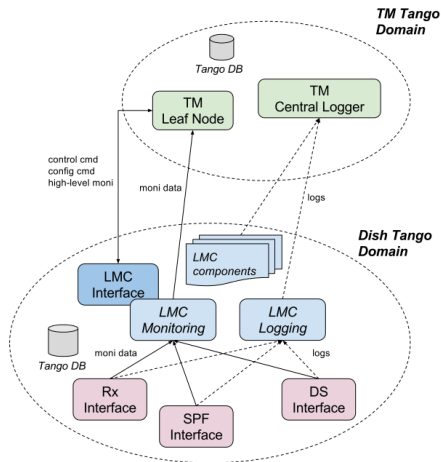 TM Tango
Domain
Tango DB
TM
Leaf Node
TM
Central Logger
control cmd
config cmd
high-level moni
moni data
logs
Dish Tango
Domain
LMC
components
LMC
Interface
LMC
Monitoring
LMC
Logging
Tango DB
moni data
logs
Rx
Interface
SPF
Interface
DS
Interface